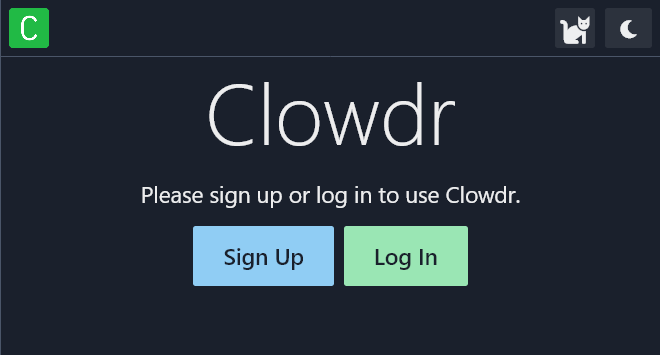 C
Clowdr
Please sign up or log in to use Clowdr.
Sign Up
Log In